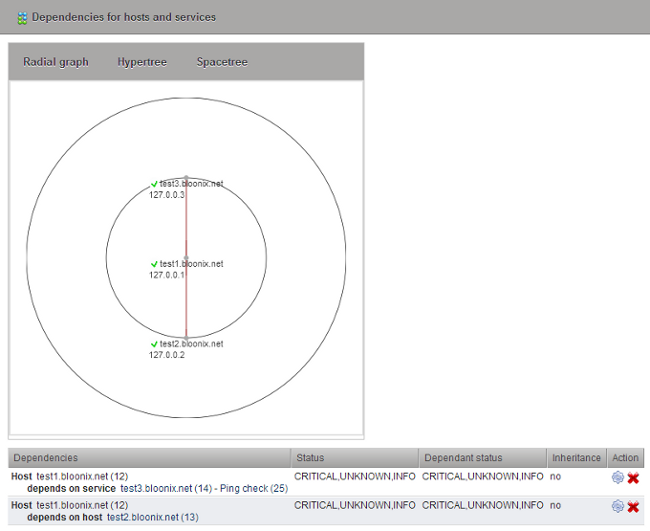 Dependencies for hosts and services
Radial graph Hypertree Spacetree
test3.bloonix.net
127.0.0.3
test1.bloonix.net
127.0.0.1
test2.bloonix.net
127.0.0.2
Dependencies Status Dependant status Inheritance Action
Host test1.bloonix.net (12) CRITICAL,UNKNOWN,INFO CRITICAL,UNKNOWN,INFO no
depends on service test3.bloonix.net (14) - Ping check (25)
Host test1.bloonix.net (12) CRITICAL,UNKNOWN,INFO CRITICAL,UNKNOWN,INFO no
depends on host test2.bloonix.net (13)